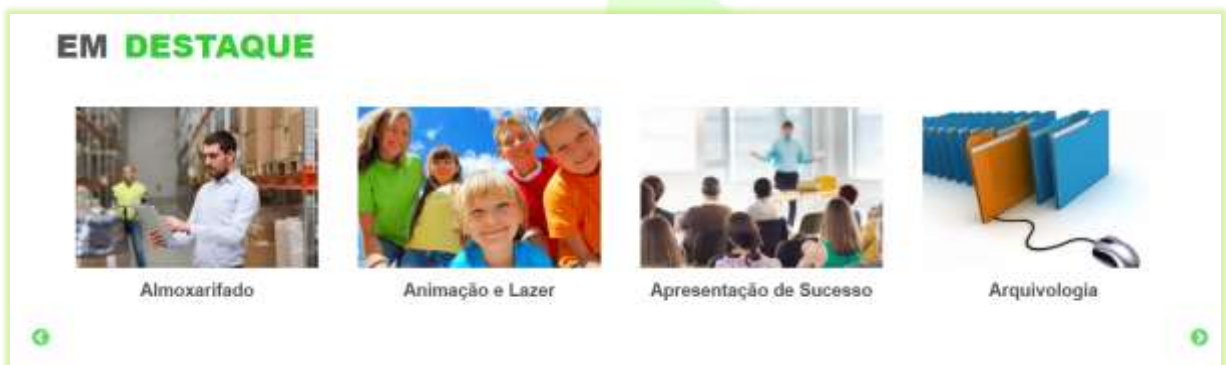 EM DESTAQUE
Almoxarifado
Animação e Lazer
Apresentação de Sucesso
Arquivologia